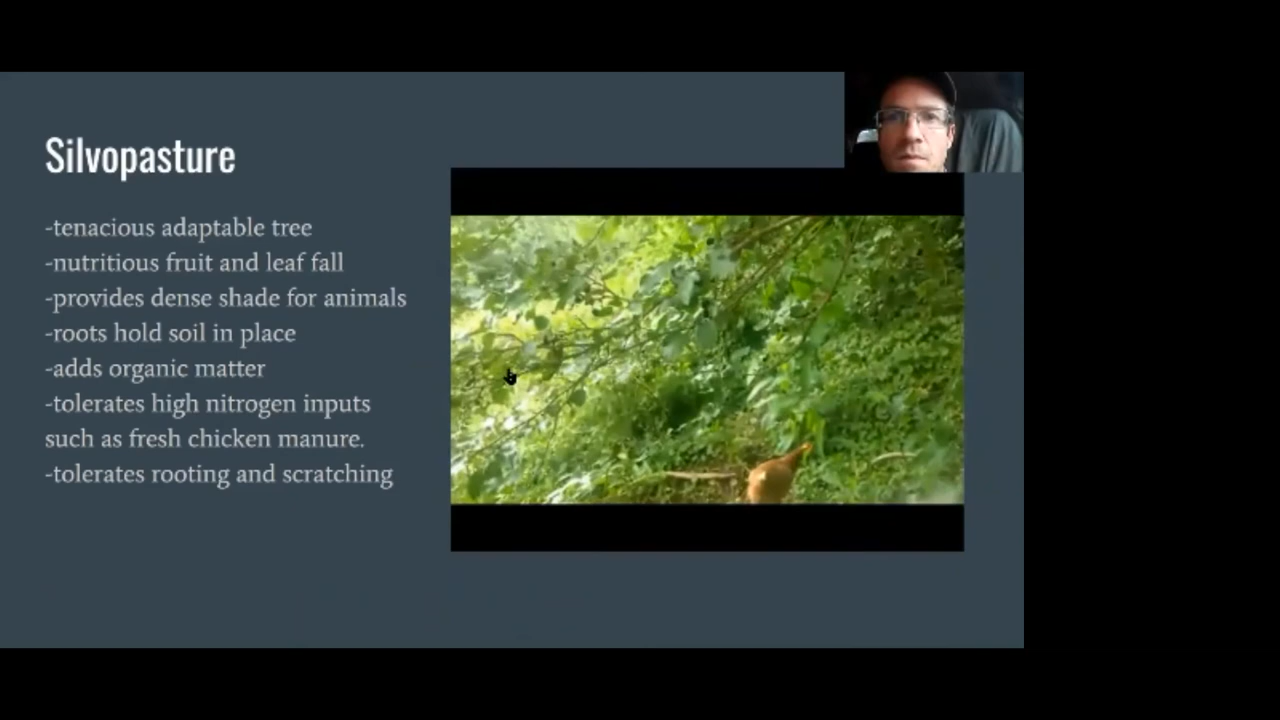 Silvopasture
-tenacious adaptable tree
-nutritious fruit and leaf fall
-provides dense shade for animals
-roots hold soil in place
-adds organic matter
-tolerates high nitrogen inputs
such as fresh chicken manure.
-tolerates rooting and scratching